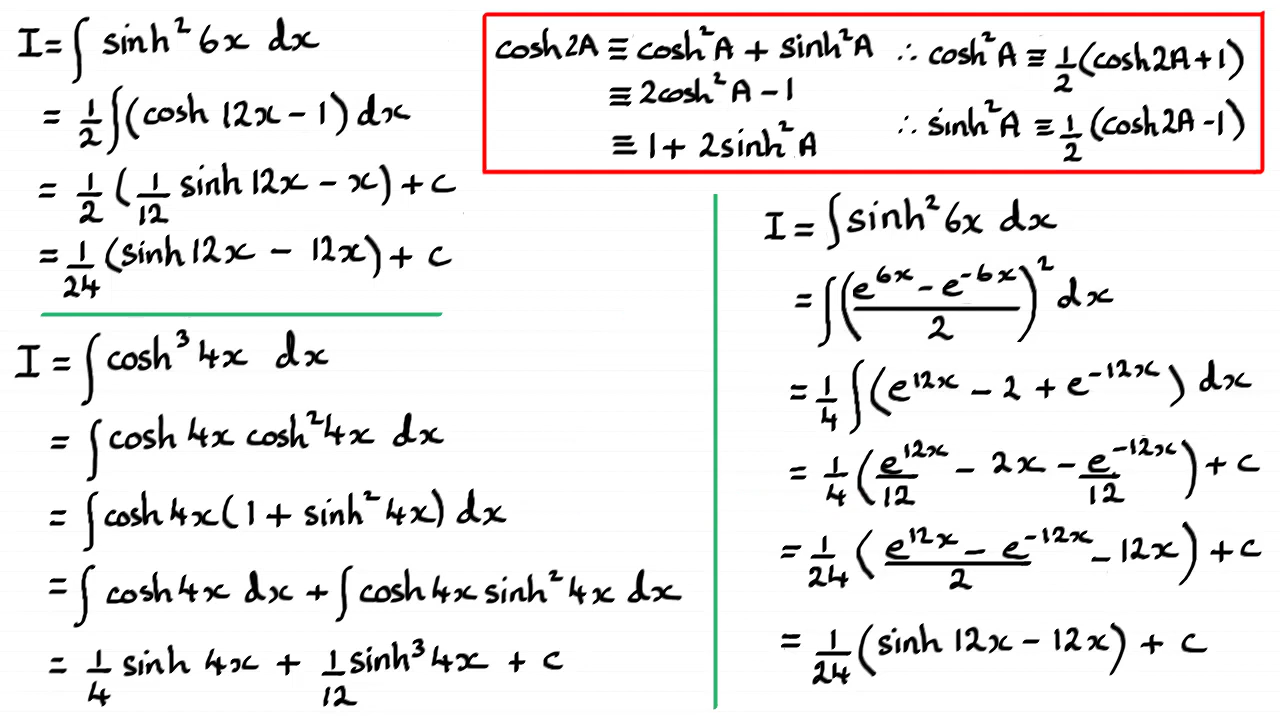 I = ∫ sinh² 6x dx
= 1/2 ∫(cosh 12x − 1) dx
= 1/2 (1/12 sinh 12x − x) + c
= 1/24 (sinh 12x − 12x) + c
cosh 2A ≡ cosh²A + sinh²A ∴ cosh²A ≡ 1/2 (cosh 2A + 1)
≡ 2cosh²A − 1
≡ 1 + 2sinh²A ∴ sinh²A ≡ 1/2 (cosh 2A − 1)
I = ∫ cosh³ 4x dx
= ∫ cosh 4x cosh² 4x dx
= ∫ cosh 4x (1 + sinh² 4x) dx
= ∫ cosh 4x dx + ∫ cosh 4x sinh² 4x dx
= 1/4 sinh 4x + 1/12 sinh³ 4x + c
I = ∫ sinh² 6x dx
= ∫ ((e^{6x} − e^{−6x})/2)² dx
= 1/4 ∫ (e^{12x} − 2 + e^{−12x}) dx
= 1/4 (e^{12x}/12 − 2x − e^{−12x}/12) + c
= 1/24 ((e^{12x} − e^{−12x})/2 − 12x) + c
= 1/24 (sinh 12x − 12x) + c